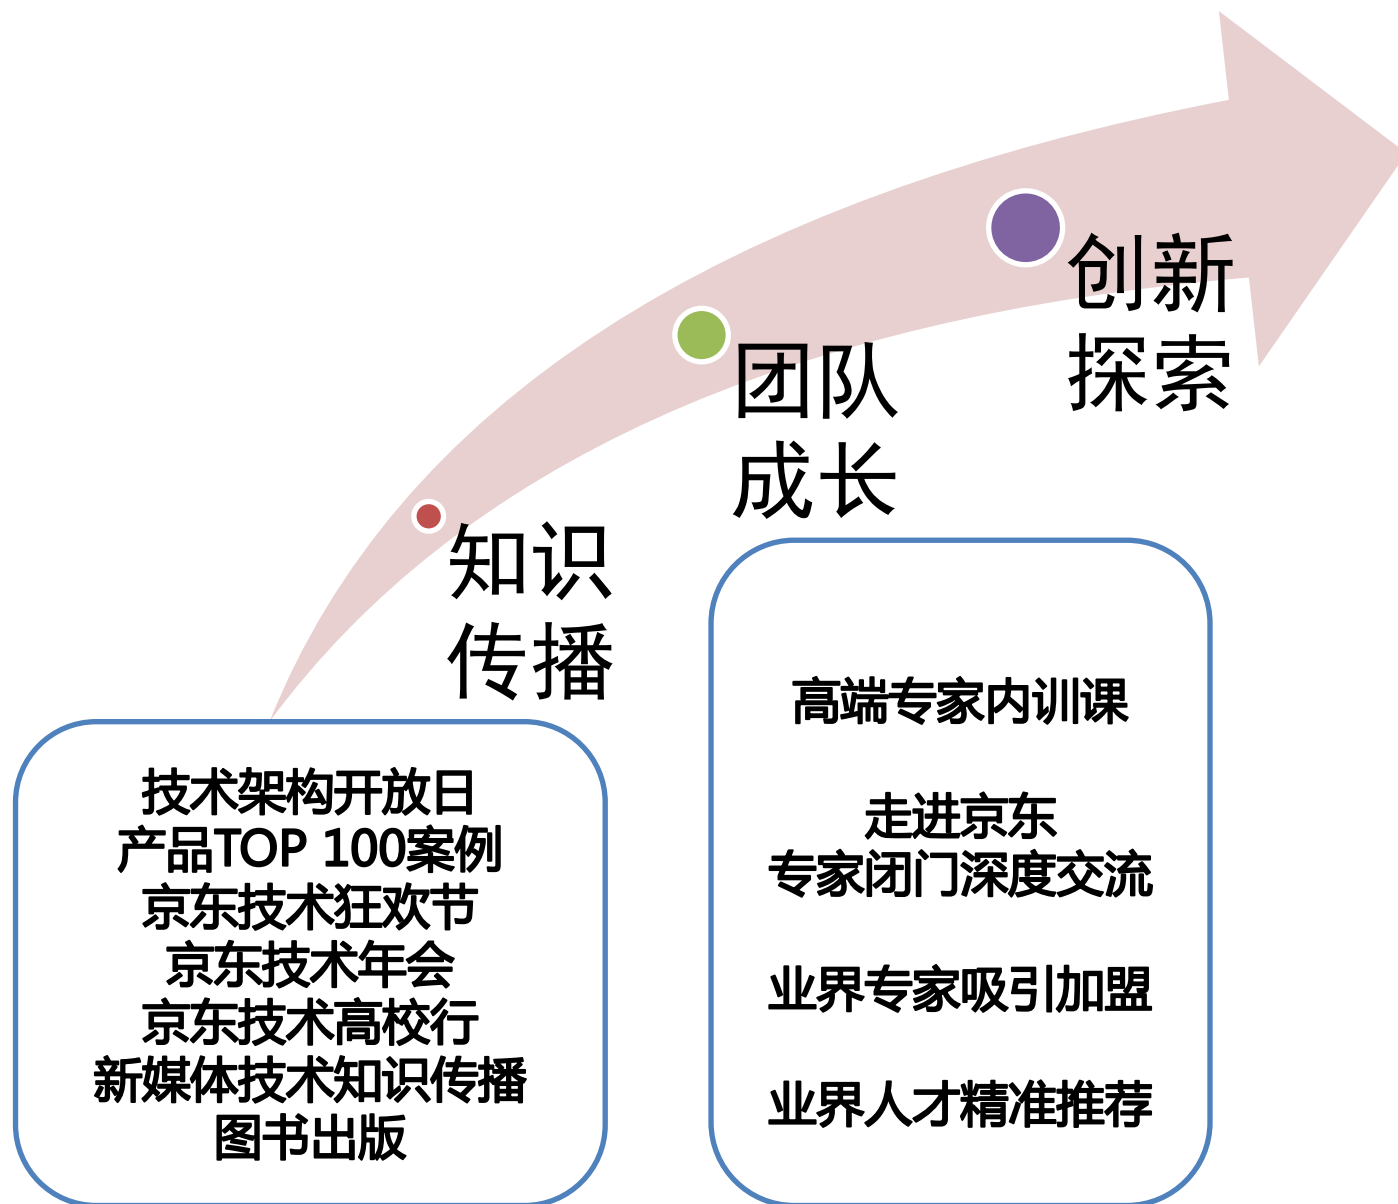 创新
探索
团队
成长
知识
传播
技术架构开放日
产品TOP 100案例
京东技术狂欢节
京东技术年会
京东技术高校行
新媒体技术知识传播
图书出版
高端专家内训课
走进京东
专家闭门深度交流
业界专家吸引加盟
业界人才精准推荐